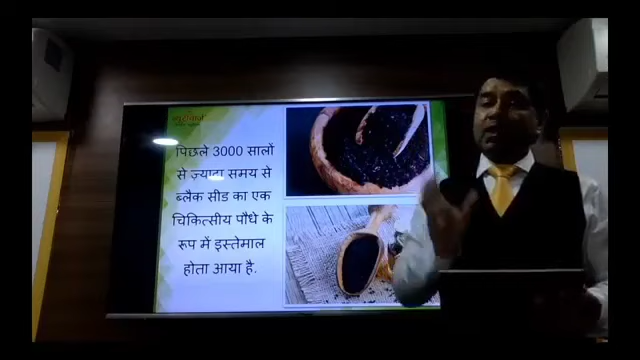 पिछले 3000 सालों
से ज़्यादा समय से
ब्लैक सीड का एक
चिकित्सीय पौधे के
रूप में इस्तेमाल
होता आया है.